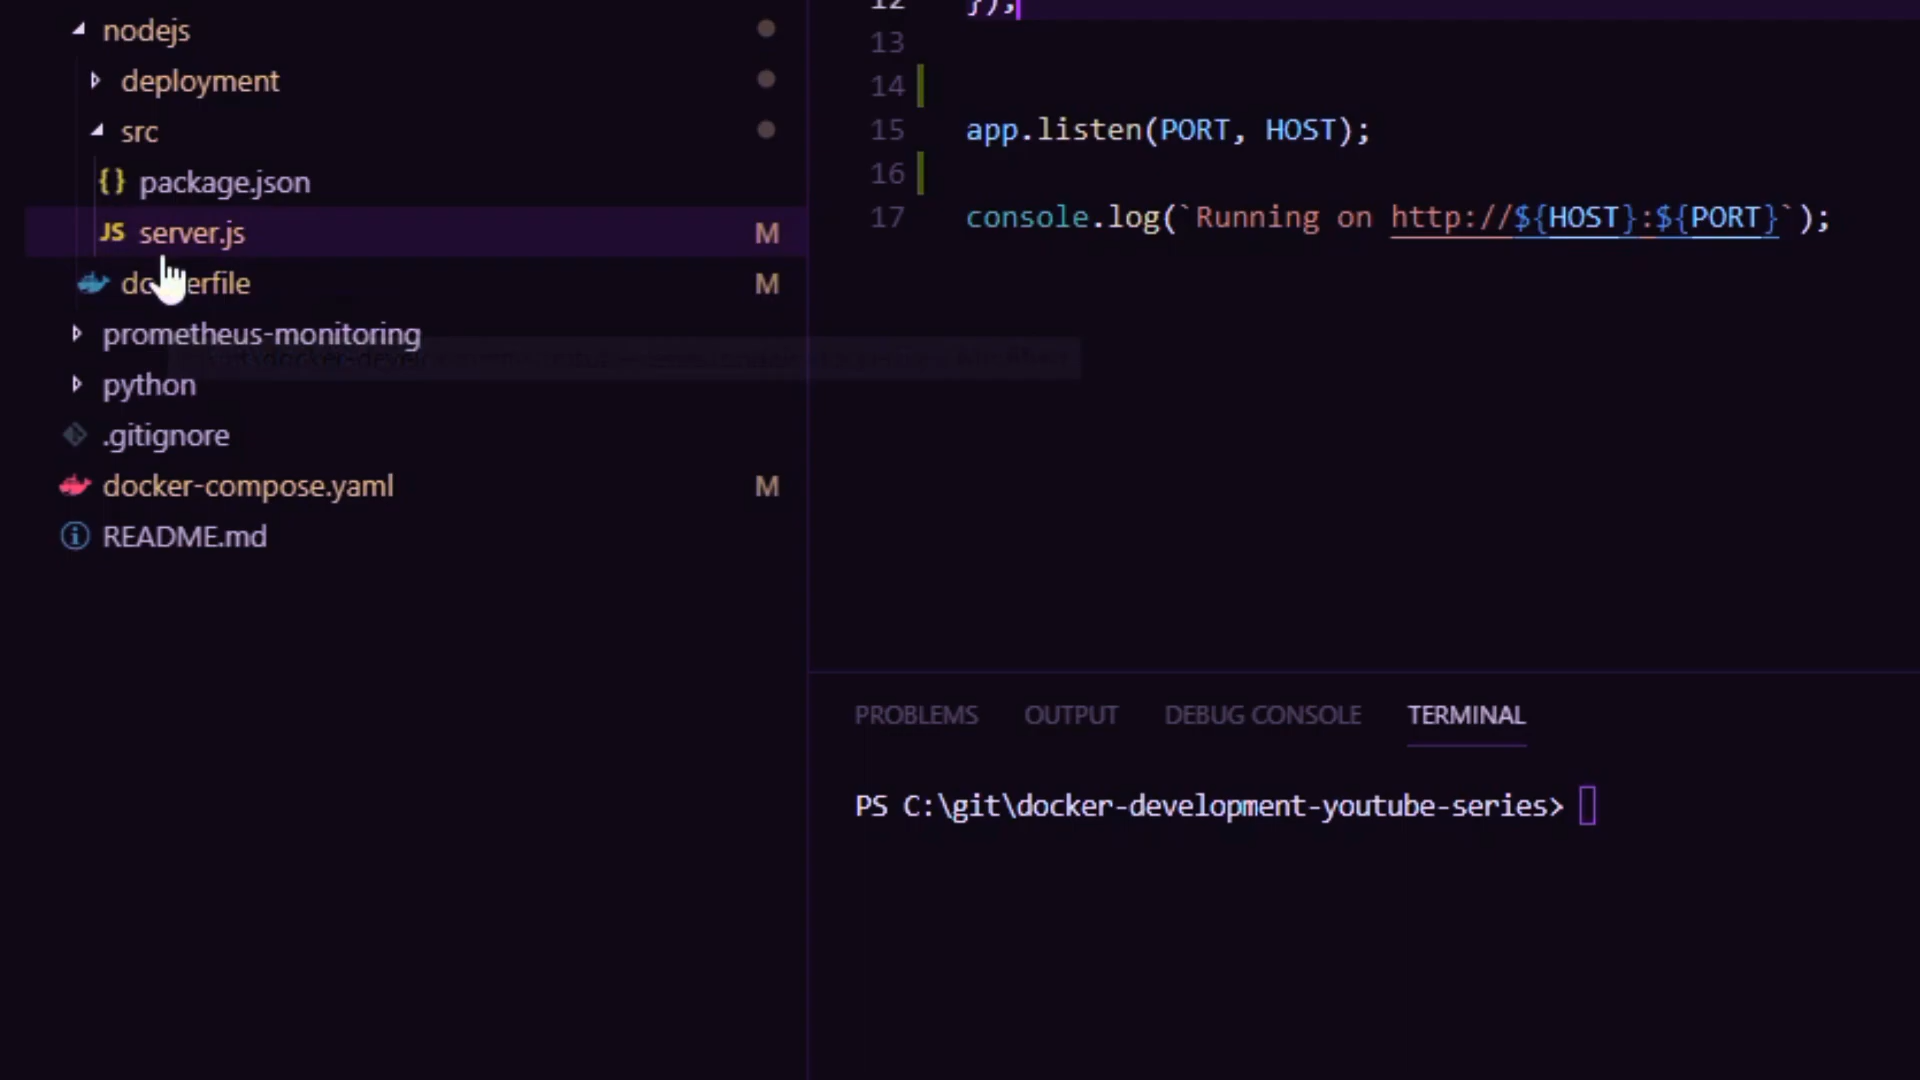 nodejs
deployment
src
{} package.json
JS server.js M
dockerfile M
prometheus-monitoring
python
.gitignore
docker-compose.yaml M
README.md
12 });
13
14
15 app.listen(PORT, HOST);
16
17 console.log(`Running on http://${HOST}:${PORT}`);
PROBLEMS OUTPUT DEBUG CONSOLE TERMINAL
PS C:\git\docker-development-youtube-series>